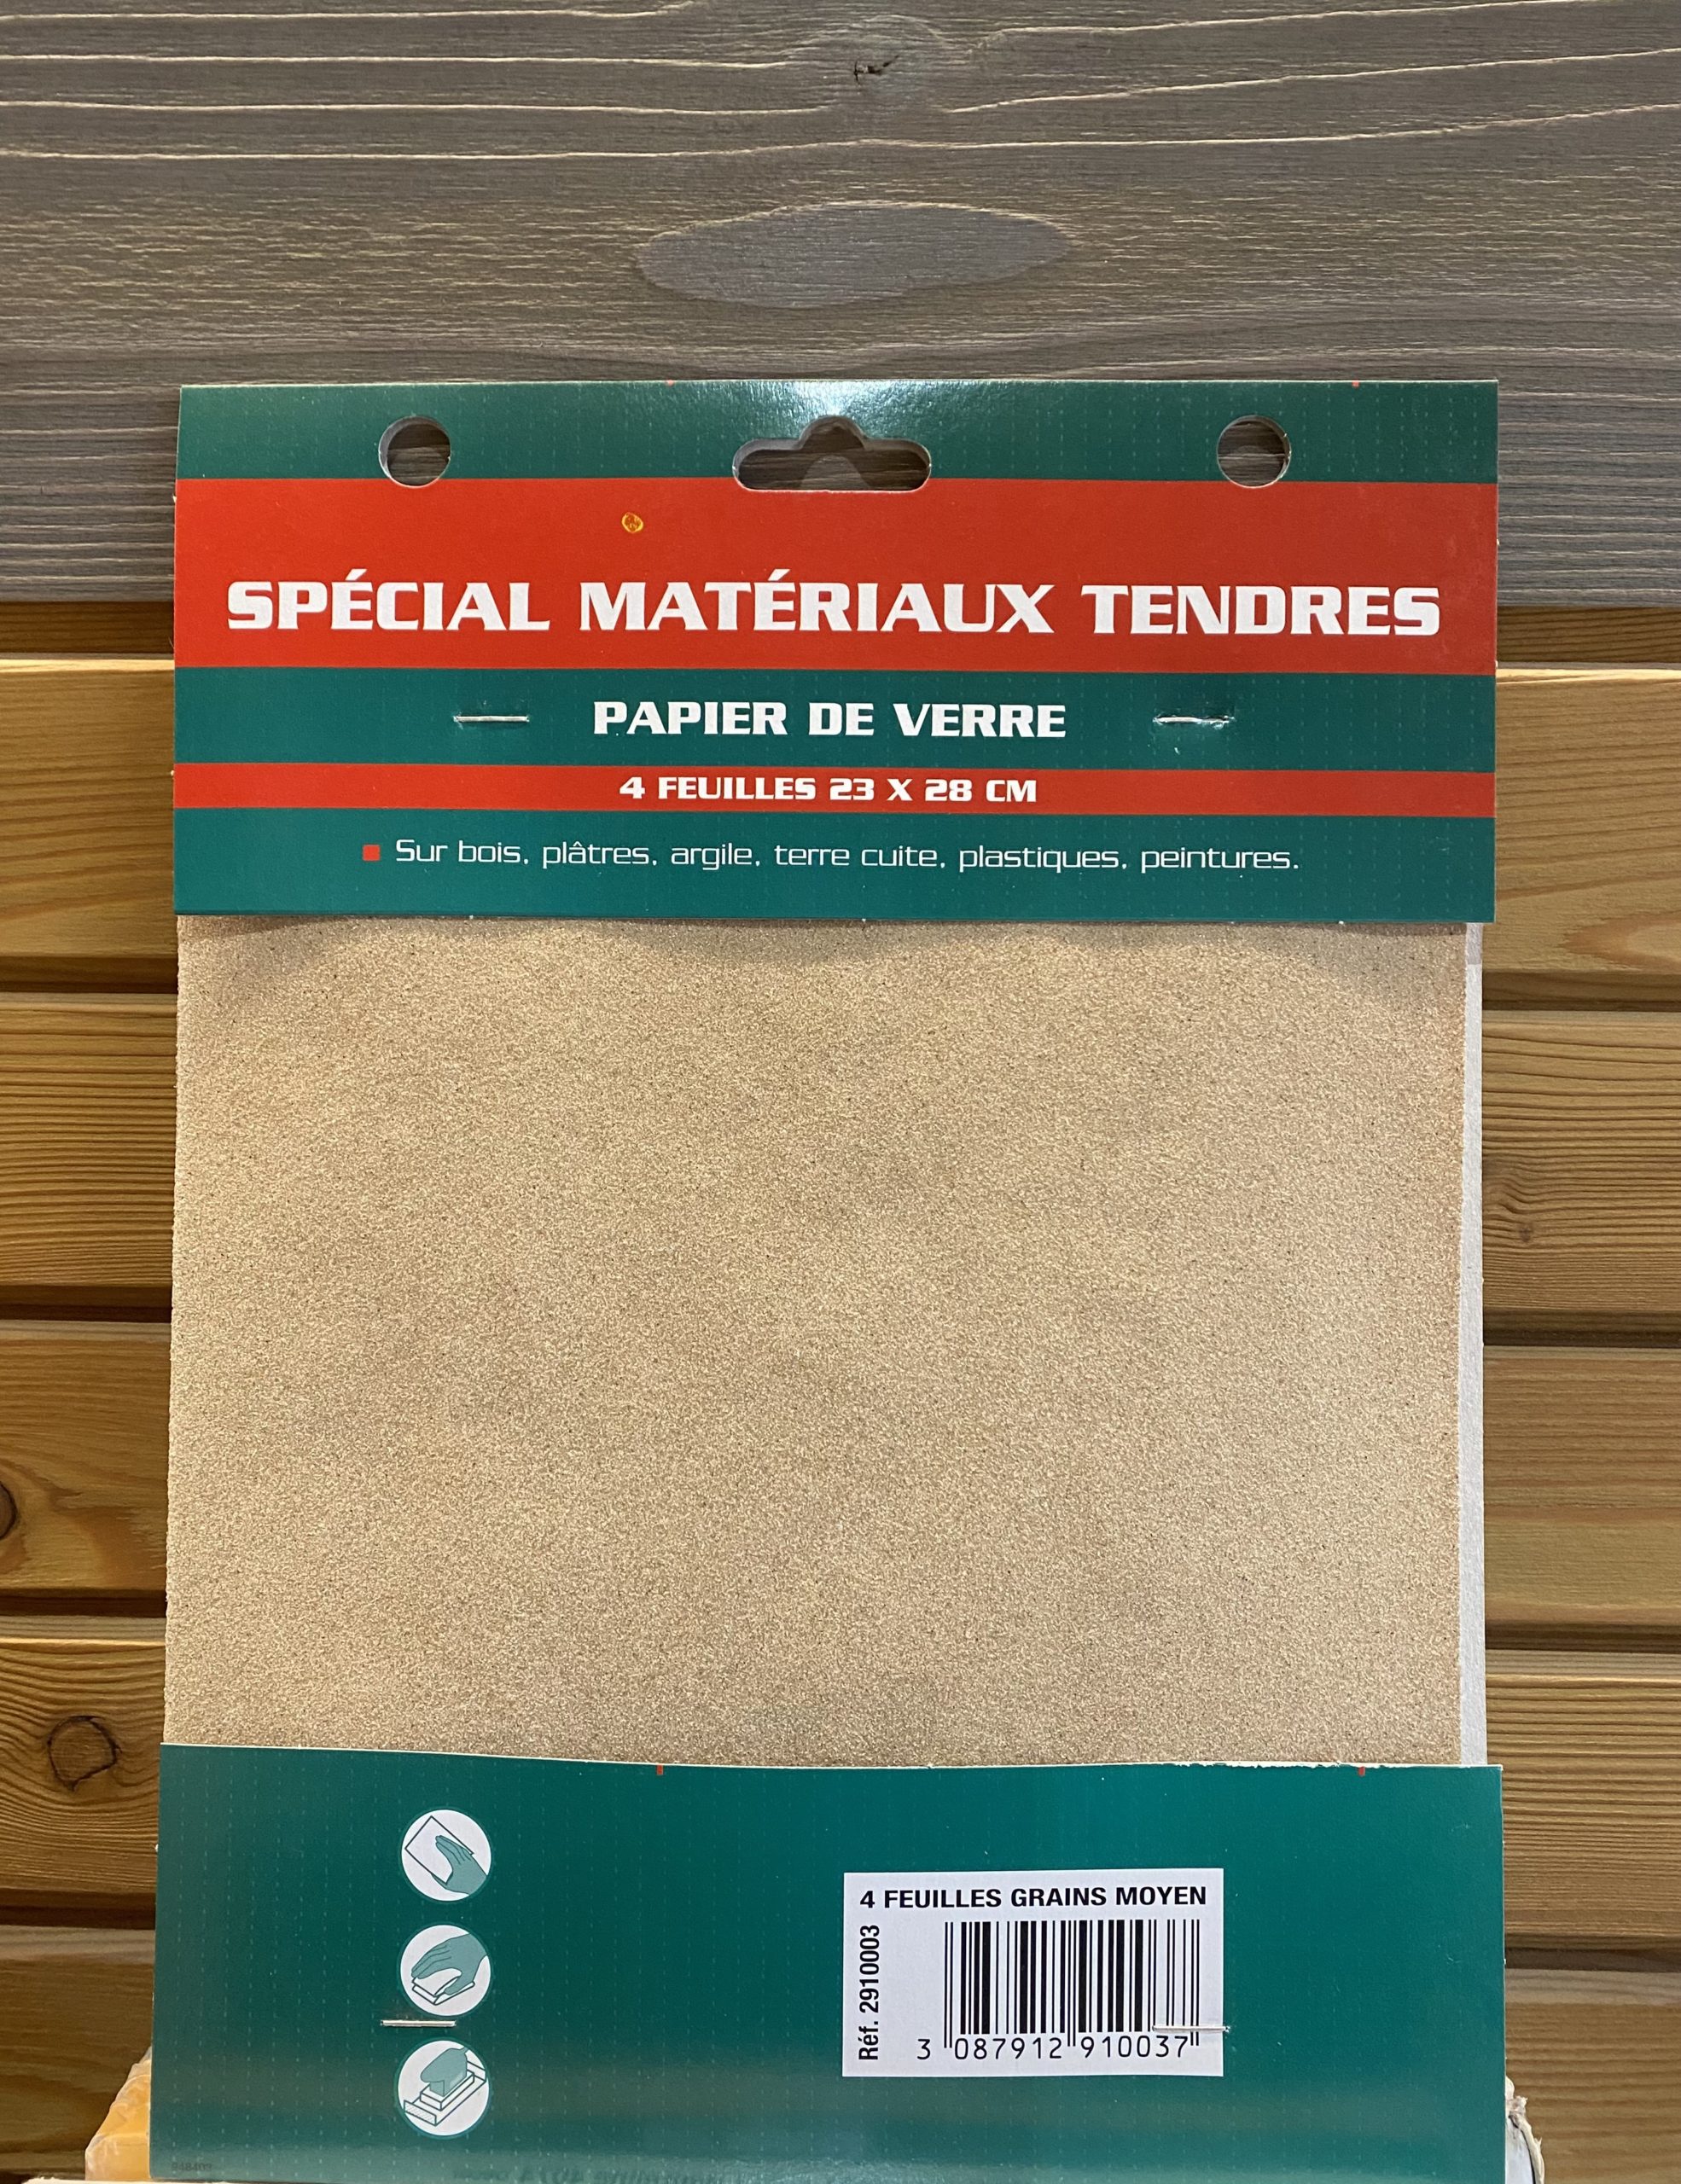 SPÉCIAL MATÉRIAUX TENDRES
PAPIER DE VERRE
4 FEUILLES 23 X 28 CM
Sur bois, plâtres, argile, terre cuite, plastiques, peintures.
4 FEUILLES GRAINS MOYEN
Réf. 2910003
3 087912 910037